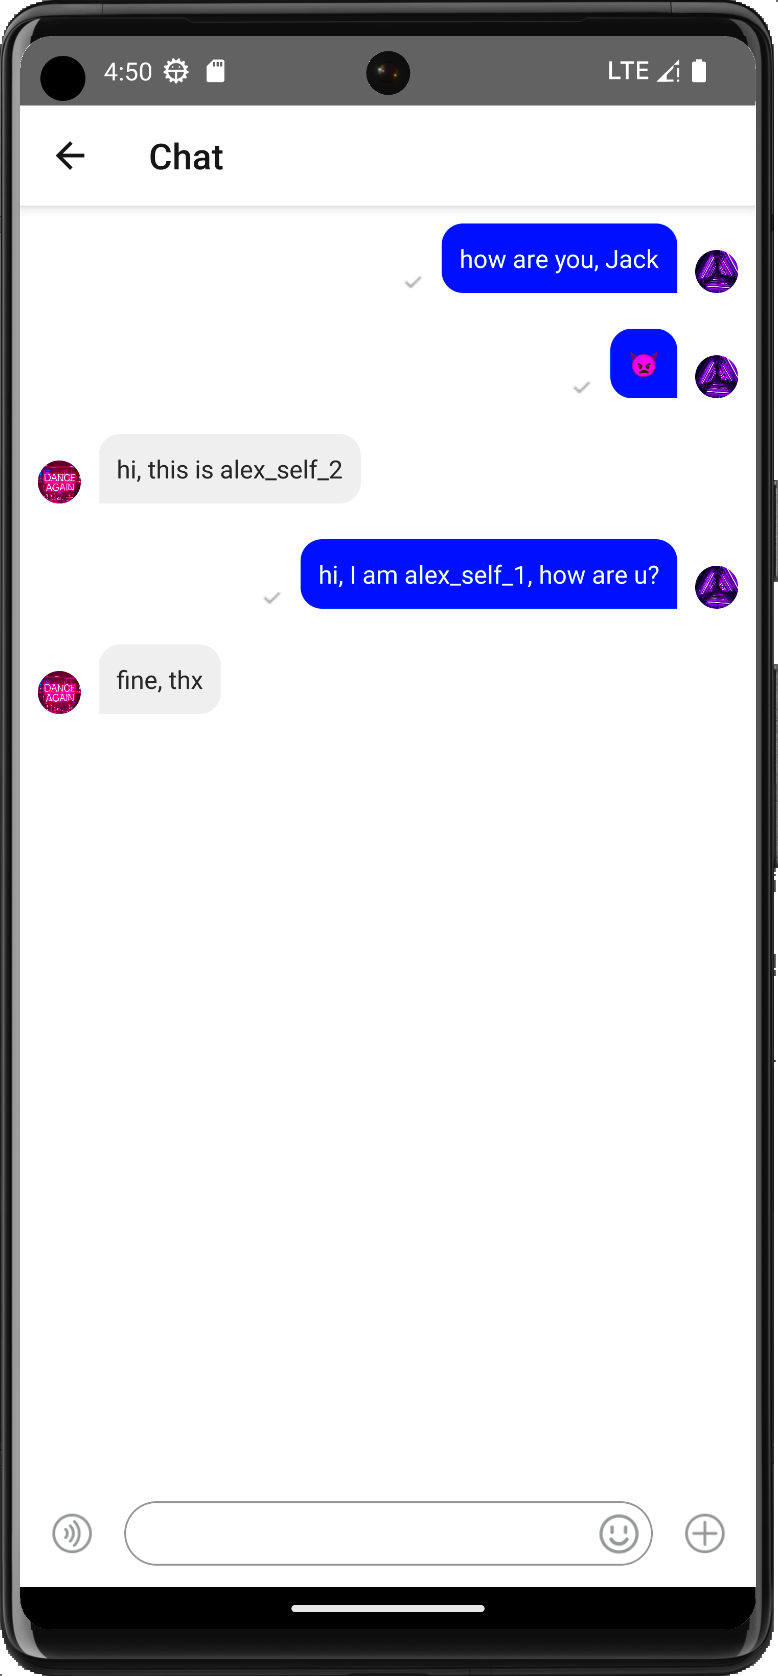 4:50
LTE
Chat
how are you, Jack
👿
hi, this is alex_self_2
DANCE
AGAIN
hi, I am alex_self_1, how are u?
fine, thx
DANCE
AGAIN